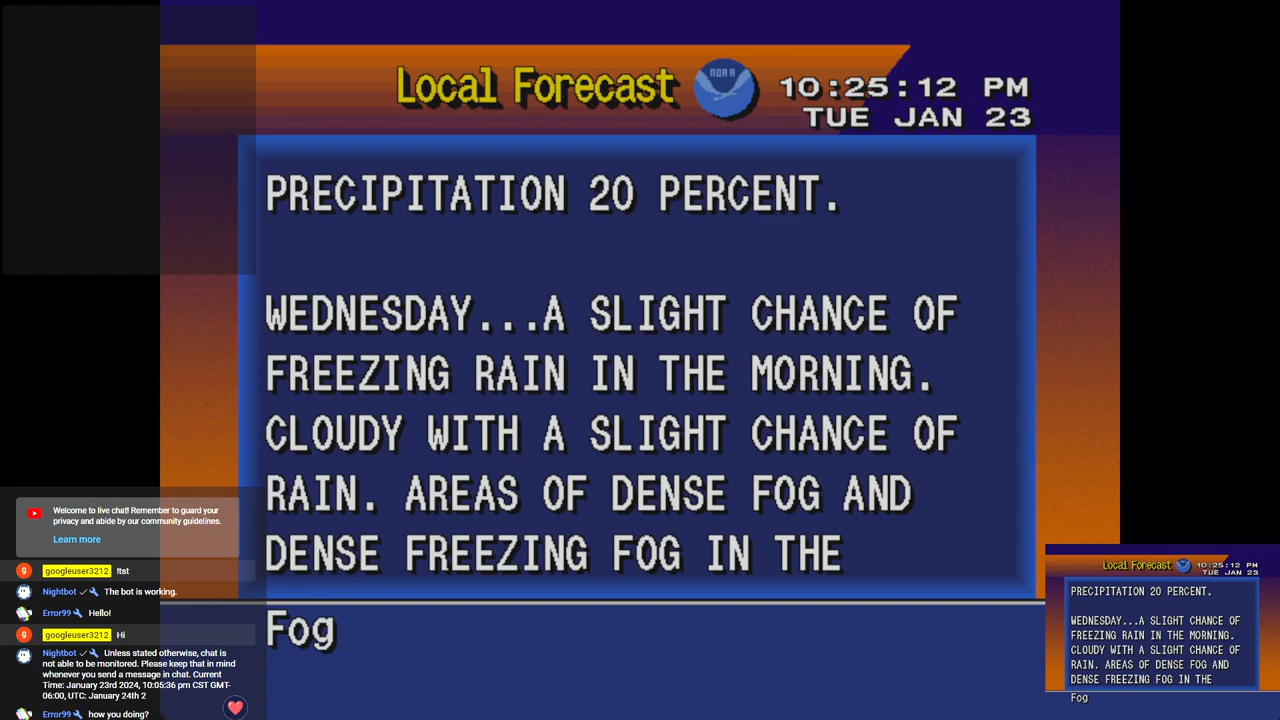 Local Forecast
NOAA
10:25:12 PM
TUE JAN 23
PRECIPITATION 20 PERCENT.
WEDNESDAY...A SLIGHT CHANCE OF
FREEZING RAIN IN THE MORNING.
CLOUDY WITH A SLIGHT CHANCE OF
RAIN. AREAS OF DENSE FOG AND
DENSE FREEZING FOG IN THE
Fog
Welcome to live chat! Remember to guard your
privacy and abide by our community guidelines.
Learn more
g googleuser3212 !tst
Nightbot The bot is working.
Error99 Hello!
g googleuser3212 Hi
Nightbot Unless stated otherwise, chat is
not able to be monitored. Please keep that in mind
whenever you send a message in chat. Current
Time: January 23rd 2024, 10:05:36 pm CST GMT-
06:00, UTC: January 24th 2
Error99 how you doing?
Local Forecast
10:25:12 PM
TUE JAN 23
PRECIPITATION 20 PERCENT.
WEDNESDAY...A SLIGHT CHANCE OF
FREEZING RAIN IN THE MORNING.
CLOUDY WITH A SLIGHT CHANCE OF
RAIN. AREAS OF DENSE FOG AND
DENSE FREEZING FOG IN THE
Fog